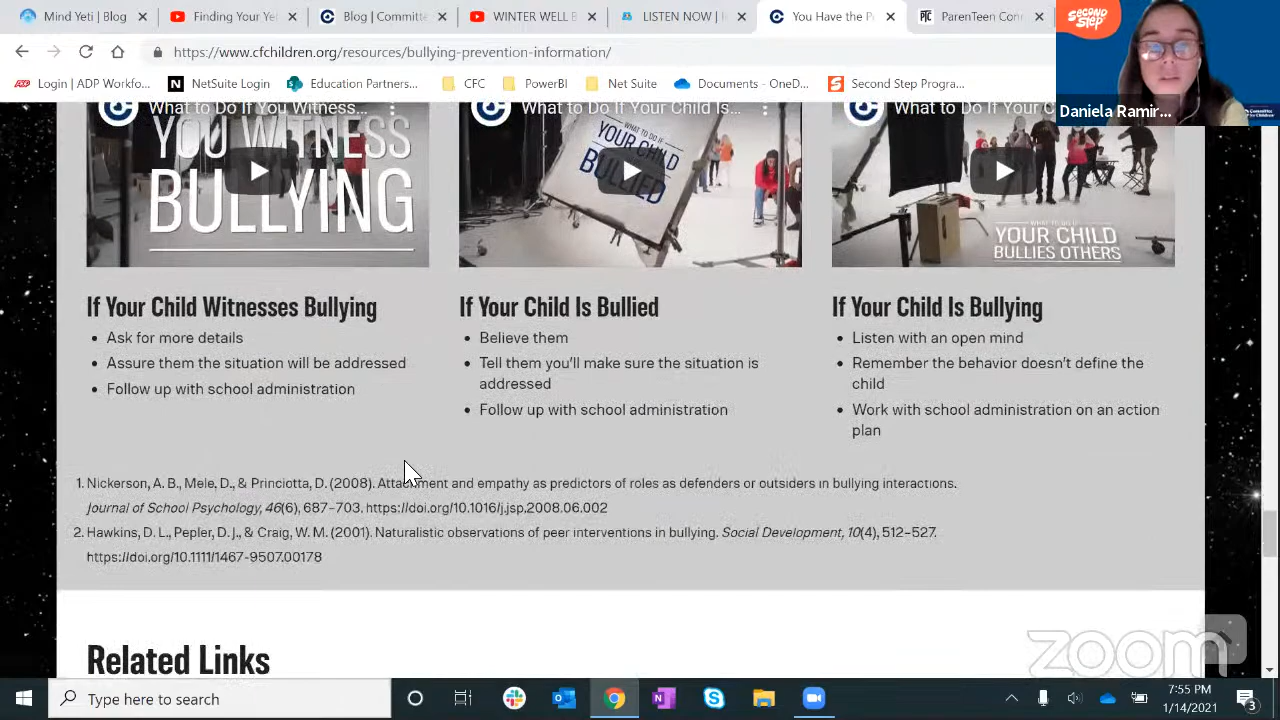 Mind Yeti | Blog
Finding Your Ye
Blog | Committe
WINTER WELL B
LISTEN NOW |
You Have the P
ParenTeen Con
https://www.cfchildren.org/resources/bullying-prevention-information/
Login | ADP Workfo...
NetSuite Login
Education Partners...
CFC
PowerBI
Net Suite
Documents - OneD...
Second Step Progra...
SECOND STEP
Daniela Ramir...
What to Do If You Witness...
YOU WITNESS
BULLYING
What to Do If Your Child Is...
WHAT TO DO IF
YOUR CHILD
BULLIED
What to Do If Your C
WHAT TO DO IF
YOUR CHILD
BULLIES OTHERS
If Your Child Witnesses Bullying
• Ask for more details
• Assure them the situation will be addressed
• Follow up with school administration
If Your Child Is Bullied
• Believe them
• Tell them you'll make sure the situation is
addressed
• Follow up with school administration
If Your Child Is Bullying
• Listen with an open mind
• Remember the behavior doesn't define the
child
• Work with school administration on an action
plan
1. Nickerson, A. B., Mele, D., & Princiotta, D. (2008). Attachment and empathy as predictors of roles as defenders or outsiders in bullying interactions.
Journal of School Psychology, 46(6), 687–703. https://doi.org/10.1016/j.jsp.2008.06.002
2. Hawkins, D. L., Pepler, D. J., & Craig, W. M. (2001). Naturalistic observations of peer interventions in bullying. Social Development, 10(4), 512–527.
https://doi.org/10.1111/1467-9507.00178
Related Links
zoom
Type here to search
7:55 PM
1/14/2021
3